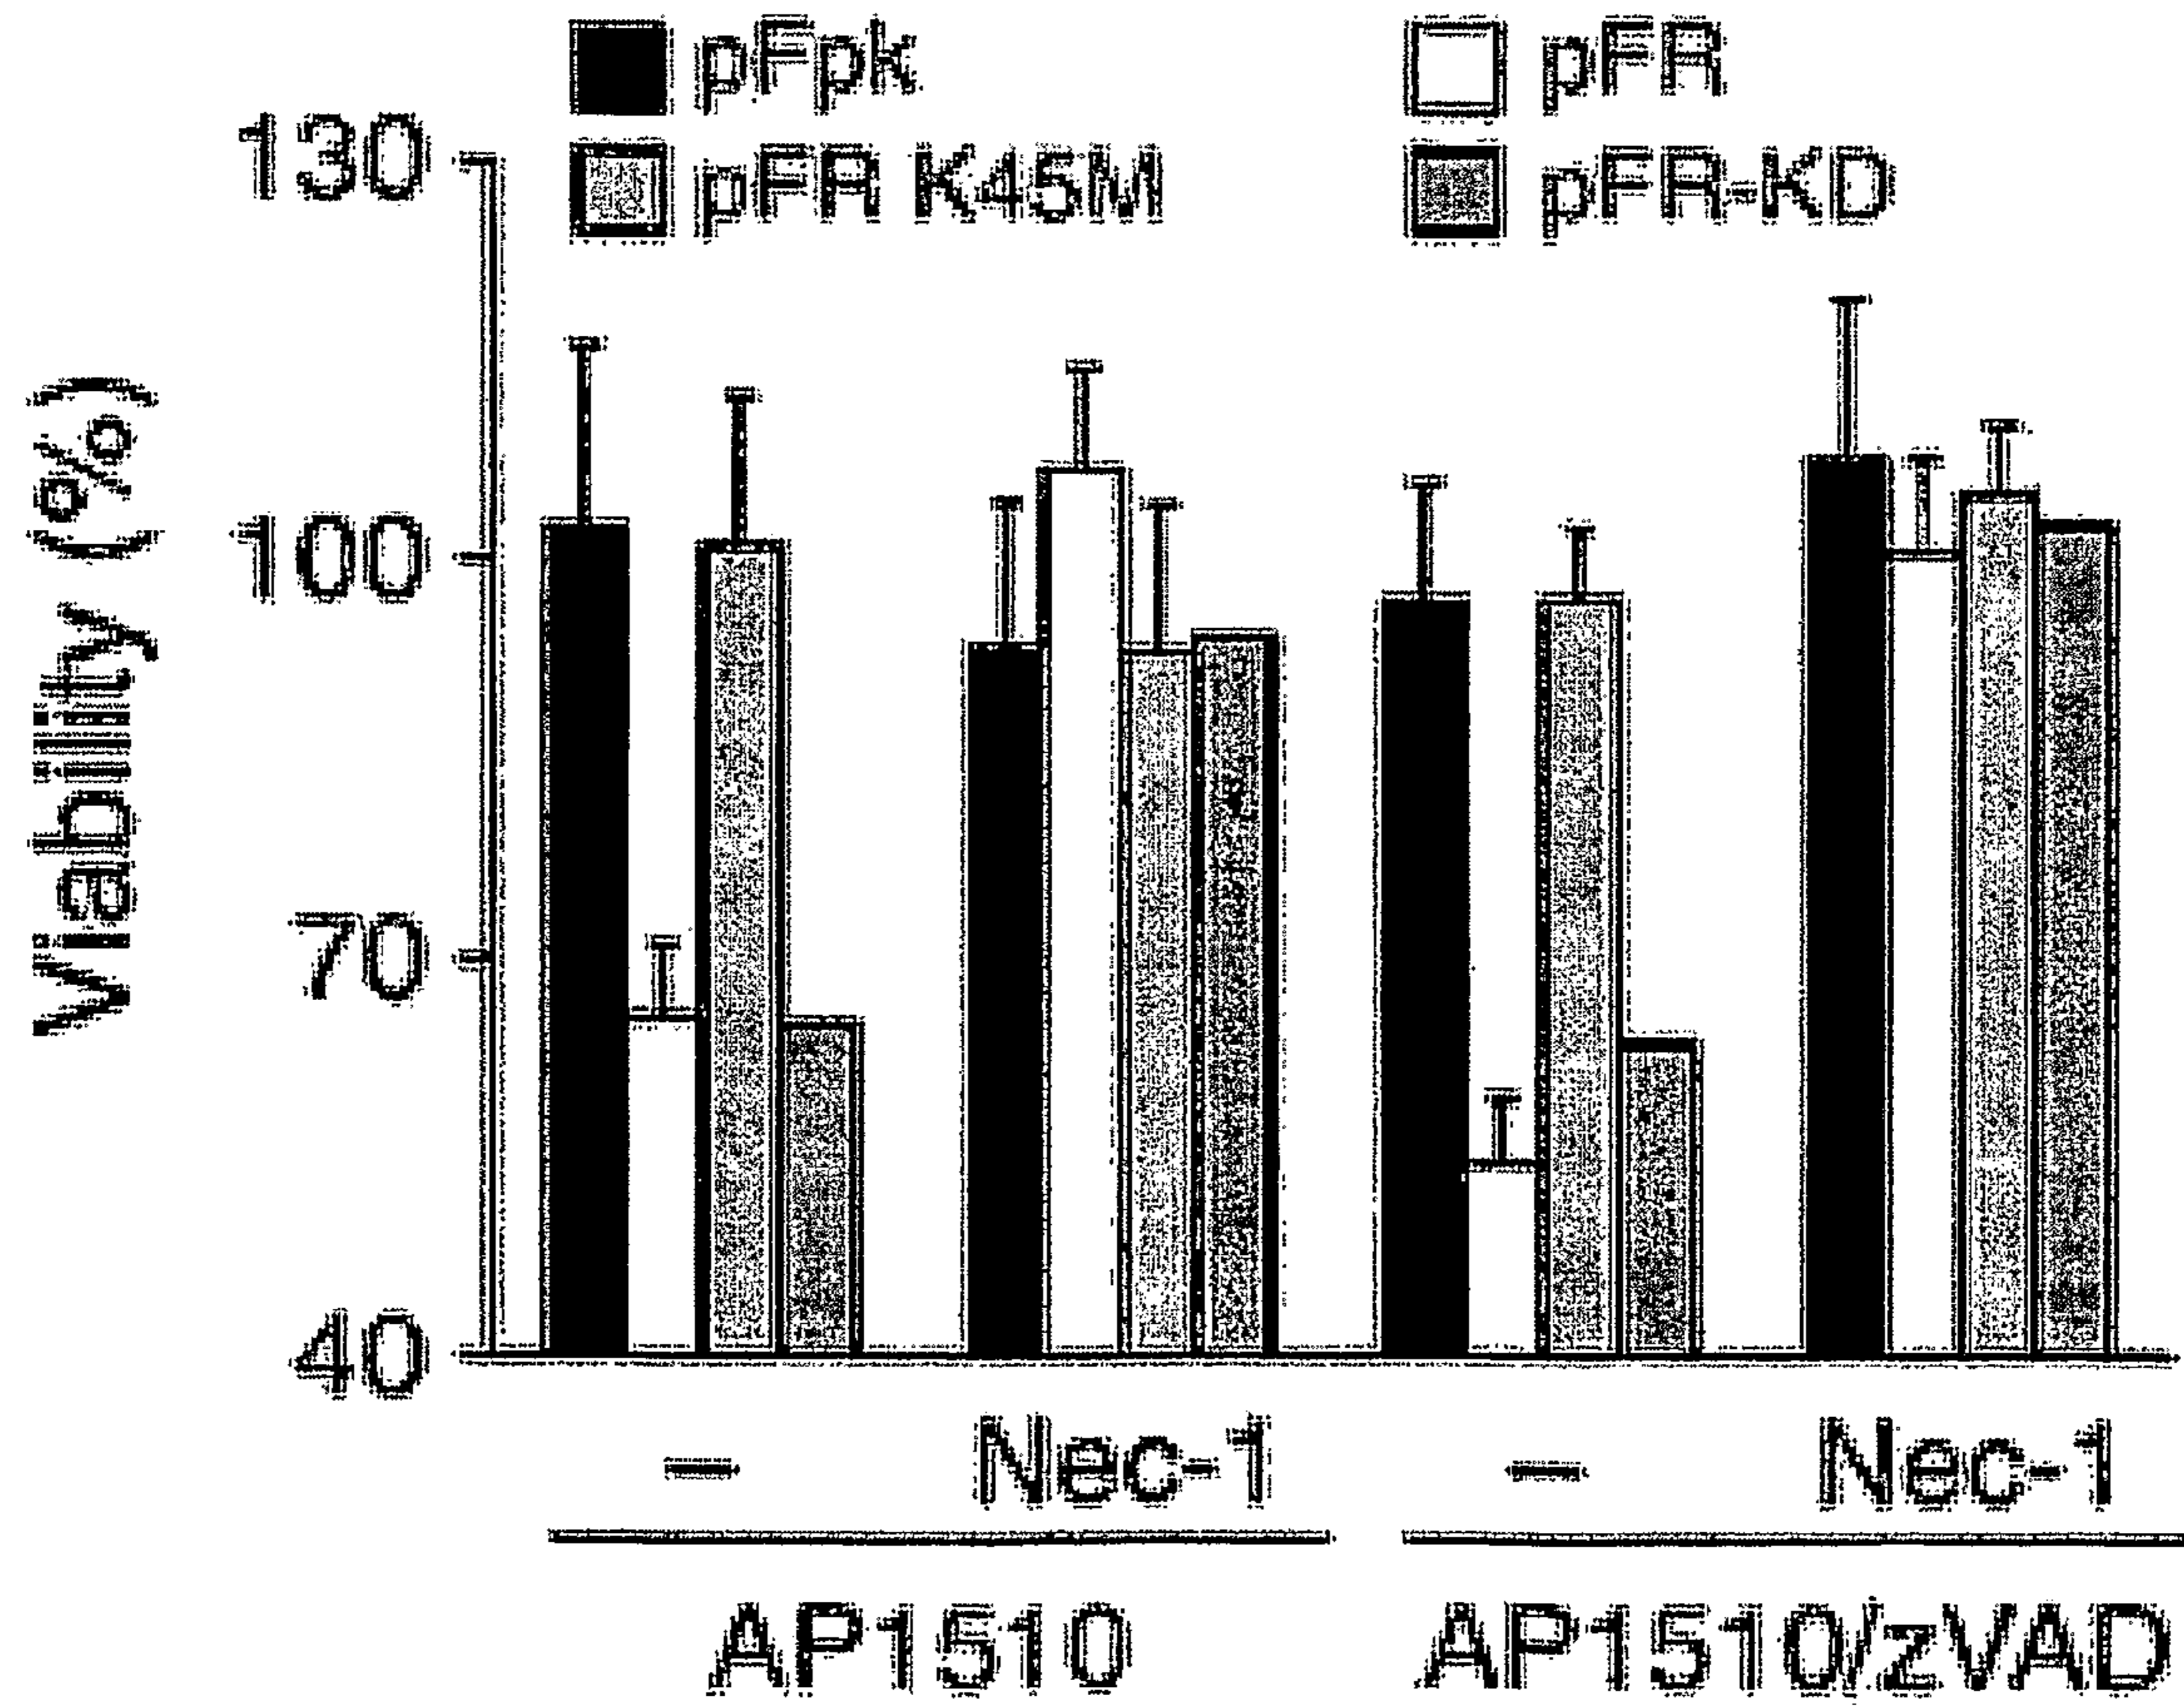 pFpk pFR
pFR K45M pFR-KD
Viability (%)
130
100
70
40
– Nec-1 – Nec-1
AP1510 AP1510/zVAD